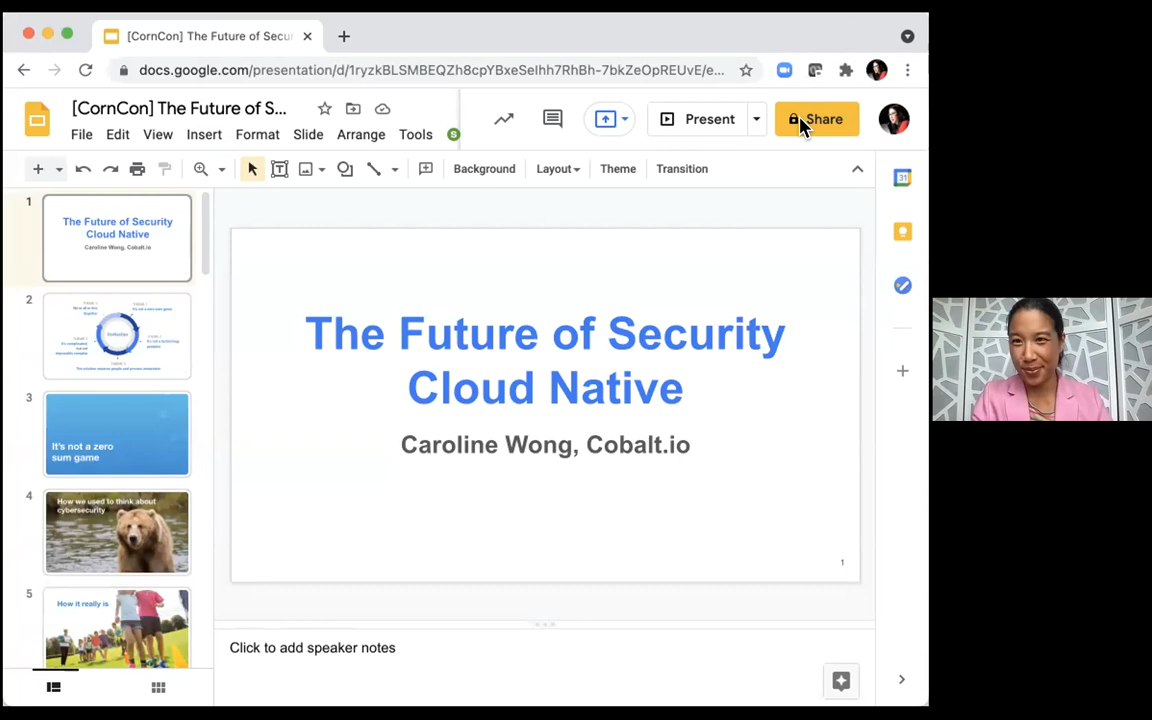 [CornCon] The Future of Secu
docs.google.com/presentation/d/1ryzkBLSMBEQZh8cpYBxeSelhh7RhBh-7bkZeOpREUvE/e...
[CornCon] The Future of S...
File Edit View Insert Format Slide Arrange Tools S
Present
Share
Background Layout Theme Transition
31
1
The Future of Security
Cloud Native
Caroline Wong, Cobalt.io
2
3
It's not a zero
sum game
4
How we used to think about
cybersecurity
5
How it really is
The Future of Security
Cloud Native
Caroline Wong, Cobalt.io
1
Click to add speaker notes